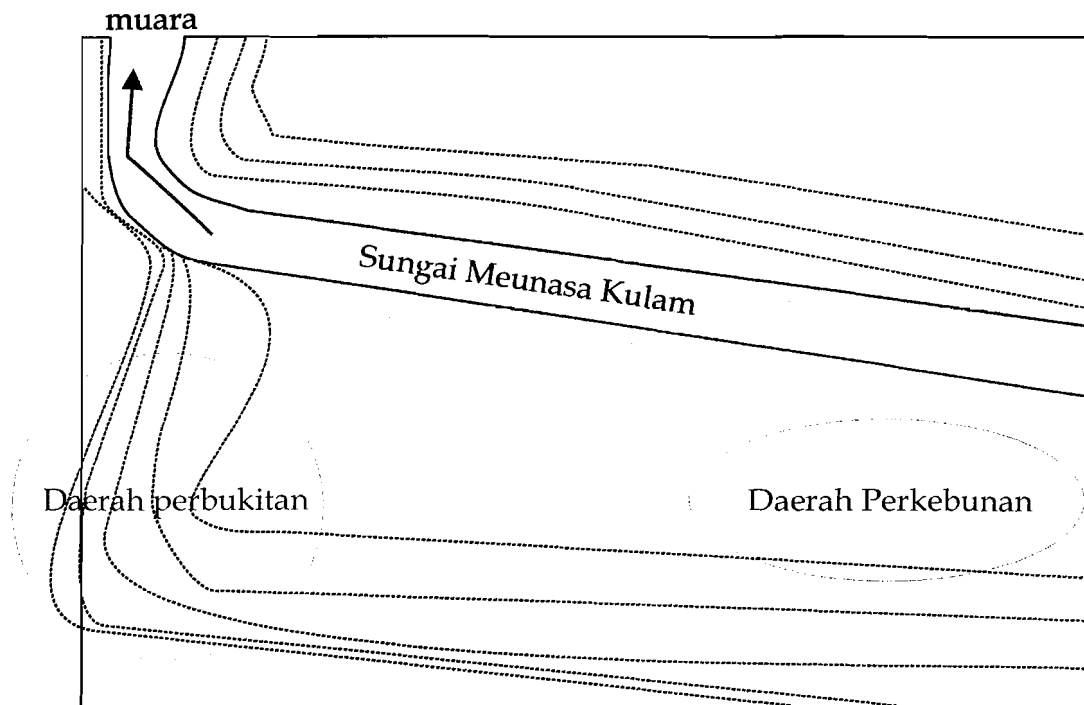 muara
Sungai Meunasa Kulam
Daerah perbukitan
Daerah Perkebunan